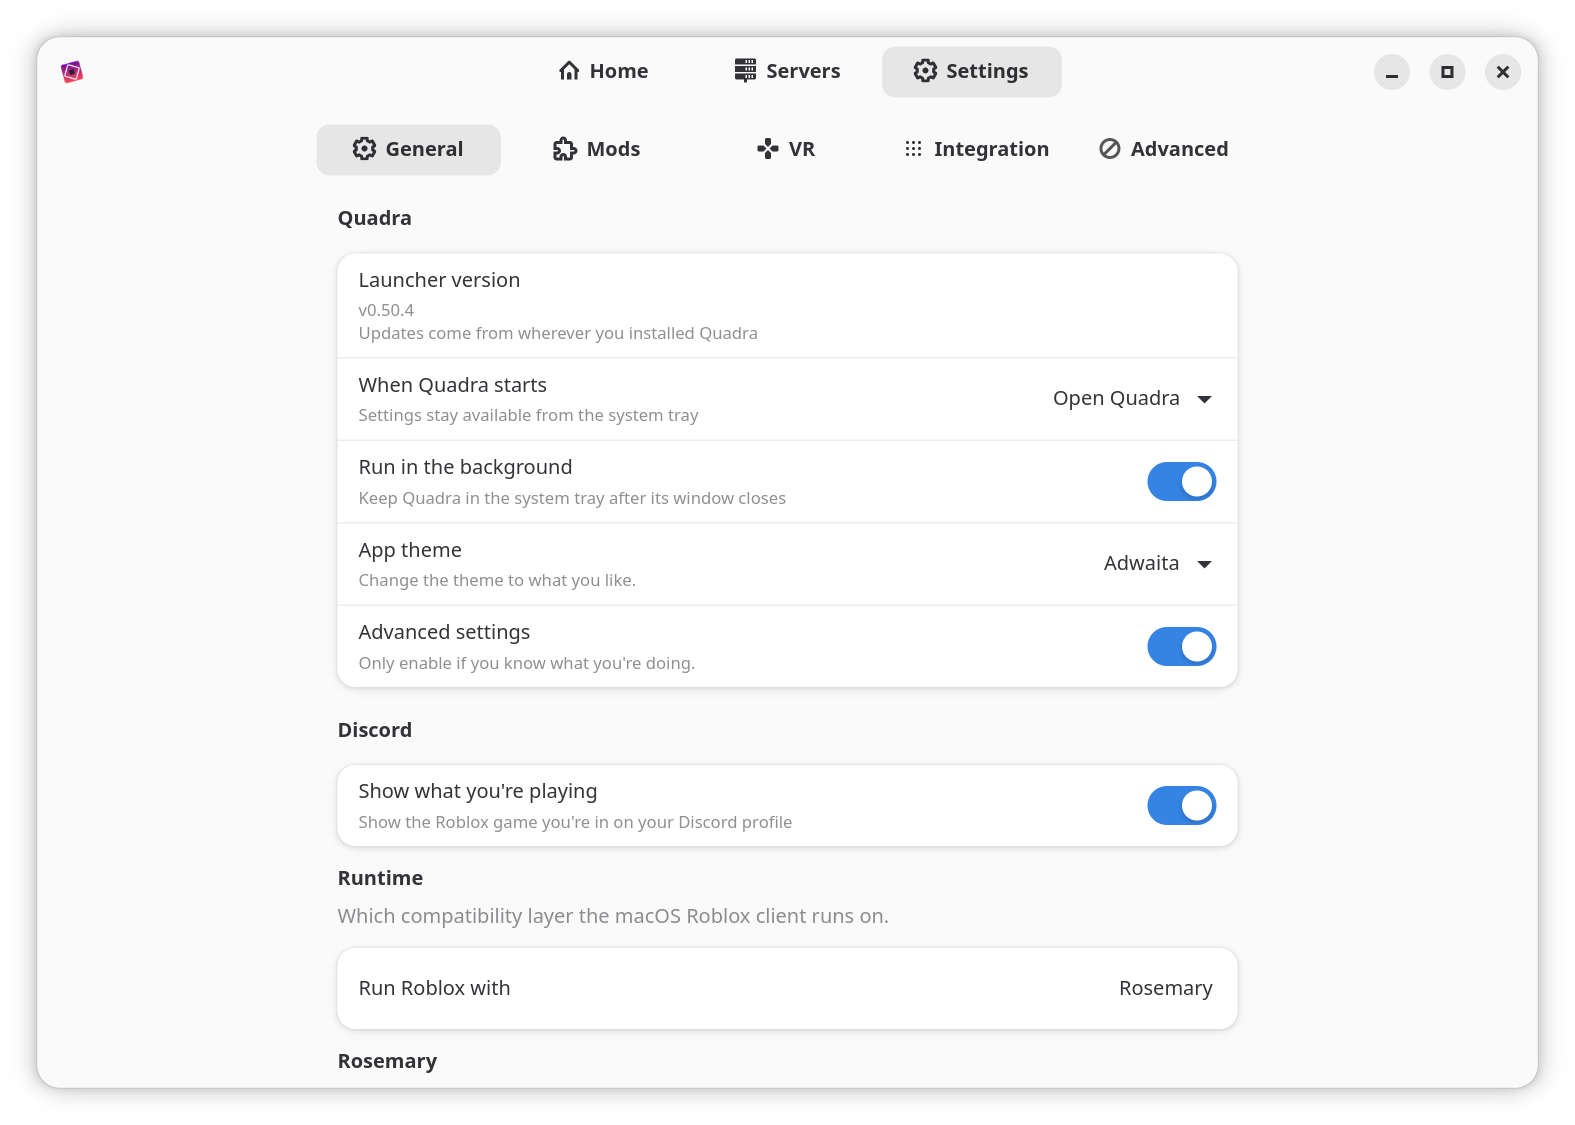 Home
Servers
Settings
General
Mods
VR
Integration
Advanced
Quadra
Launcher version
v0.50.4
Updates come from wherever you installed Quadra
When Quadra starts
Settings stay available from the system tray
Open Quadra
Run in the background
Keep Quadra in the system tray after its window closes
App theme
Change the theme to what you like.
Adwaita
Advanced settings
Only enable if you know what you're doing.
Discord
Show what you're playing
Show the Roblox game you're in on your Discord profile
Runtime
Which compatibility layer the macOS Roblox client runs on.
Run Roblox with
Rosemary
Rosemary